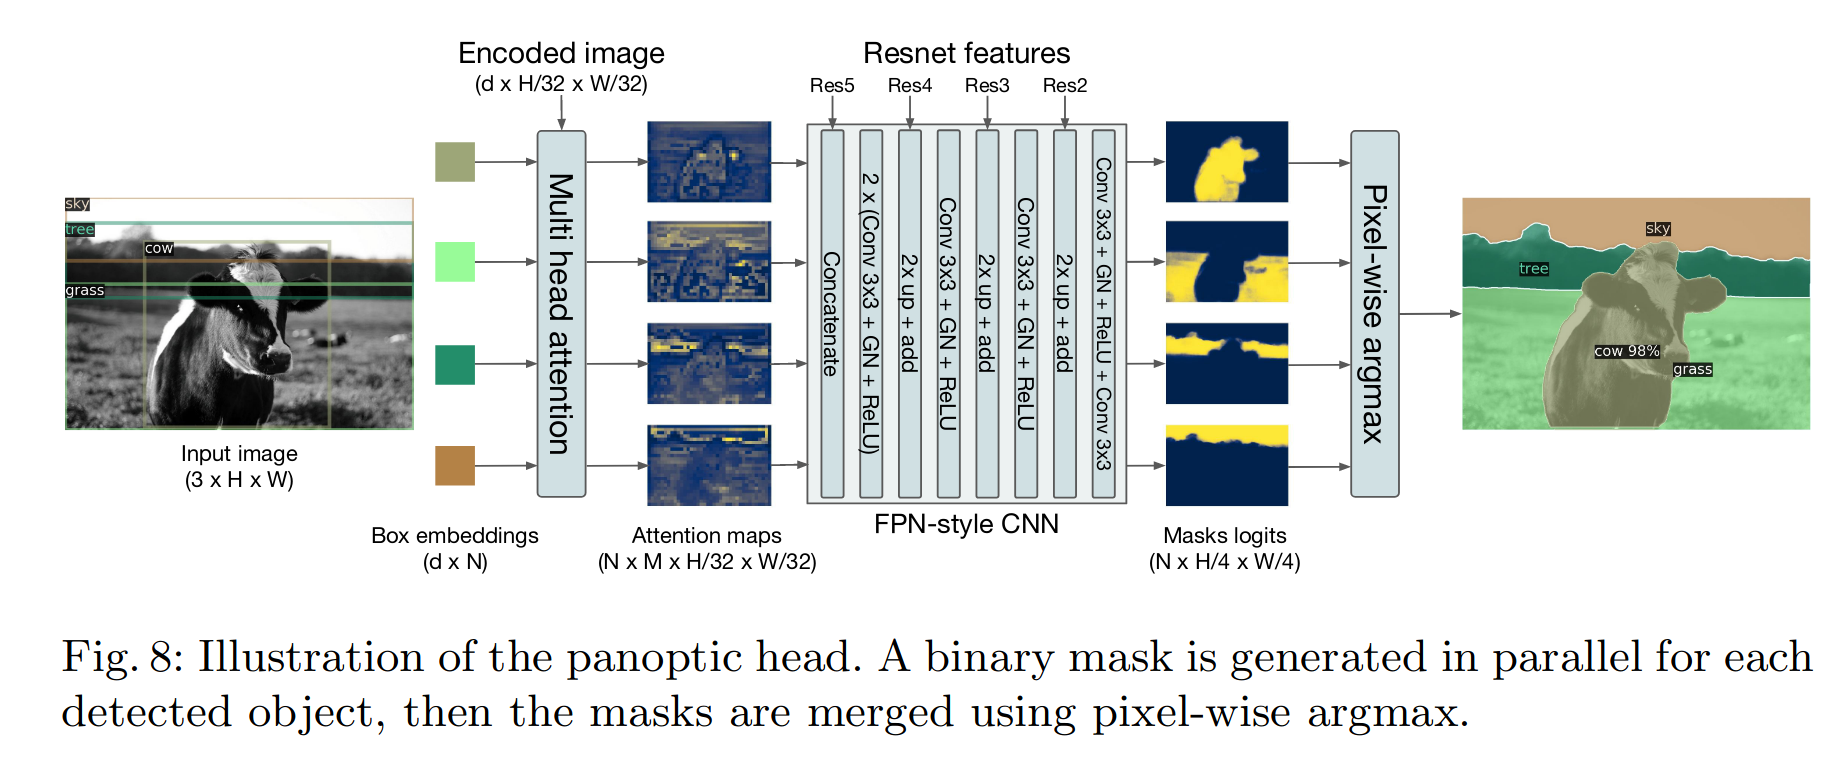 Encoded image
(d x H/32 x W/32)
Resnet features
Res5
Res4
Res3
Res2
sky
tree
cow
grass
Input image
(3 x H x W)
Box embeddings
(d x N)
Multi head attention
Attention maps
(N x M x H/32 x W/32)
Concatenate
2 x (Conv 3x3 + GN + ReLU)
2x up + add
Conv 3x3 + GN + ReLU
2x up + add
Conv 3x3 + GN + ReLU
2x up + add
Conv 3x3 + GN + ReLU + Conv 3x3
FPN-style CNN
Masks logits
(N x H/4 x W/4)
Pixel-wise argmax
sky
tree
cow 98%
grass
Fig. 8: Illustration of the panoptic head. A binary mask is generated in parallel for each
detected object, then the masks are merged using pixel-wise argmax.